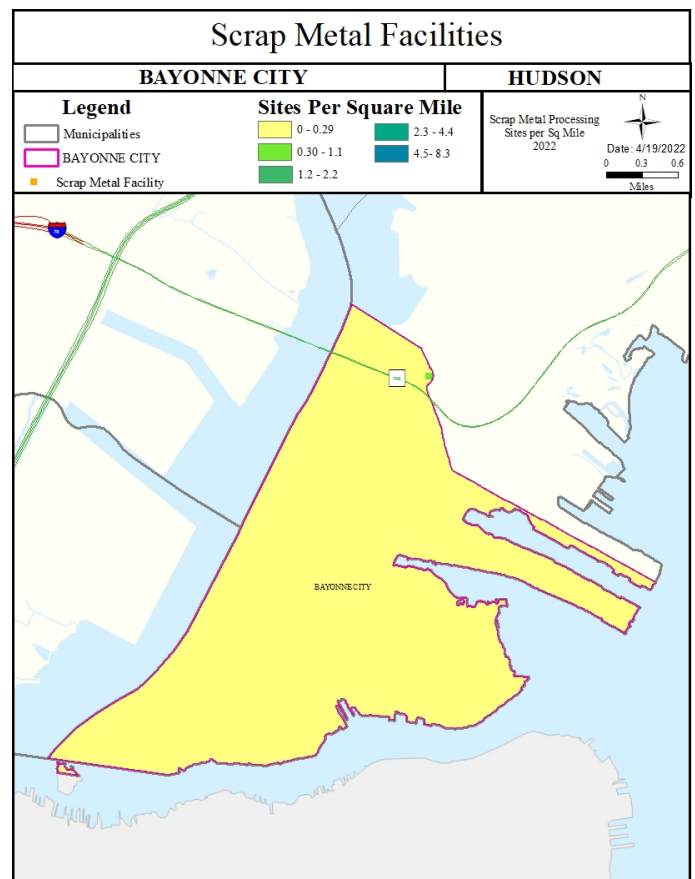 Scrap Metal Facilities
BAYONNE CITY
HUDSON
Legend
Municipalities
BAYONNE CITY
Scrap Metal Facility
Sites Per Square Mile
0 - 0.29
0.30 - 1.1
1.2 - 2.2
2.3 - 4.4
4.5- 8.3
Scrap Metal Processing
Sites per Sq Mile
2022
N
Date: 4/19/2022
0 0.3 0.6
Miles
78
BAYONNE CITY